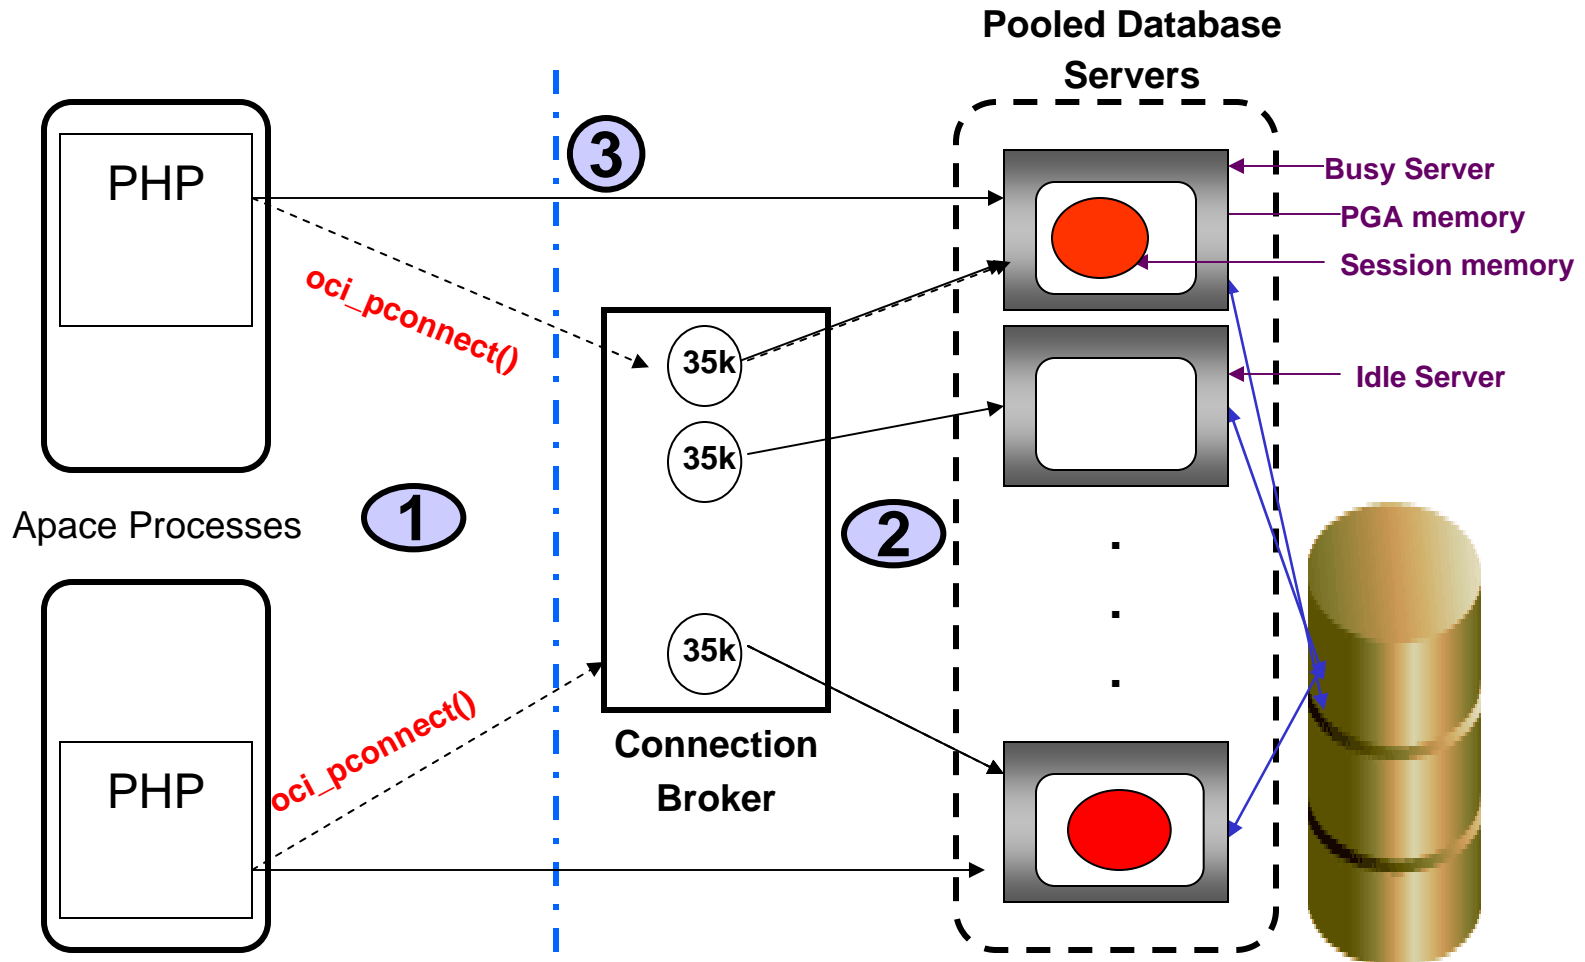 Pooled Database
Servers
PHP
3
Busy Server
PGA memory
Session memory
oci_pconnect()
35k
Idle Server
35k
Apace Processes
1
2
35k
oci_pconnect()
Connection
Broker
PHP